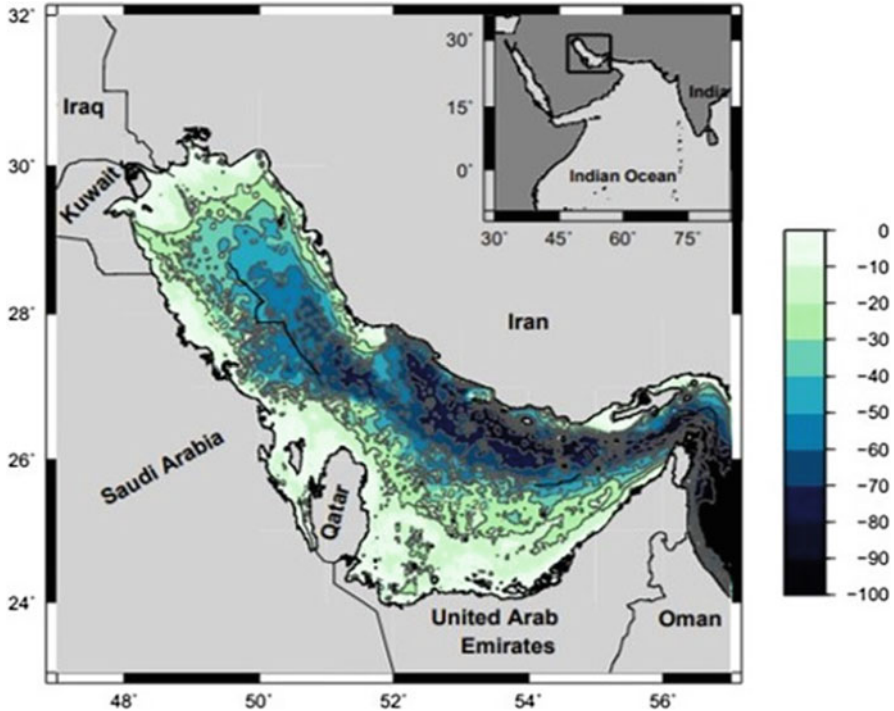 32°
30°
28°
26°
24°
48°
50°
52°
54°
56°
Iraq
Kuwait
Saudi Arabia
Qatar
Iran
United Arab
Emirates
Oman
30°
15°
0°
30°
45°
60°
75°
India
Indian Ocean
0
−10
−20
−30
−40
−50
−60
−70
−80
−90
−100